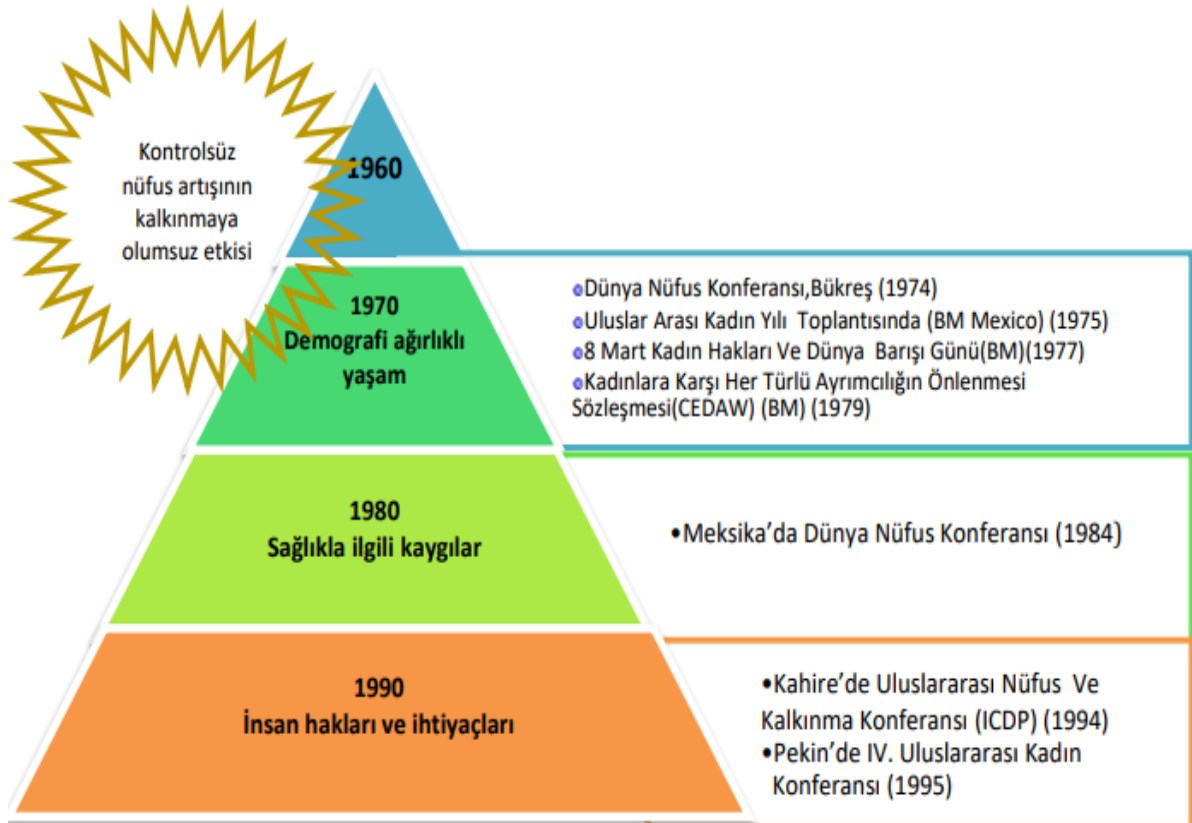 Kontrolsüz
nüfus artışının
kalkınmaya
olumsuz etkisi
1960
1970
Demografi ağırlıklı
yaşam
Dünya Nüfus Konferansı,Bükreş (1974)
Uluslar Arası Kadın Yılı Toplantısında (BM Mexico) (1975)
8 Mart Kadın Hakları Ve Dünya Barışı Günü(BM)(1977)
Kadınlara Karşı Her Türlü Ayrımcılığın Önlenmesi
Sözleşmesi(CEDAW) (BM) (1979)
1980
Sağlıkla ilgili kaygılar
•Meksika’da Dünya Nüfus Konferansı (1984)
1990
İnsan hakları ve ihtiyaçları
•Kahire’de Uluslararası Nüfus Ve
Kalkınma Konferansı (ICDP) (1994)
•Pekin’de IV. Uluslararası Kadın
Konferansı (1995)